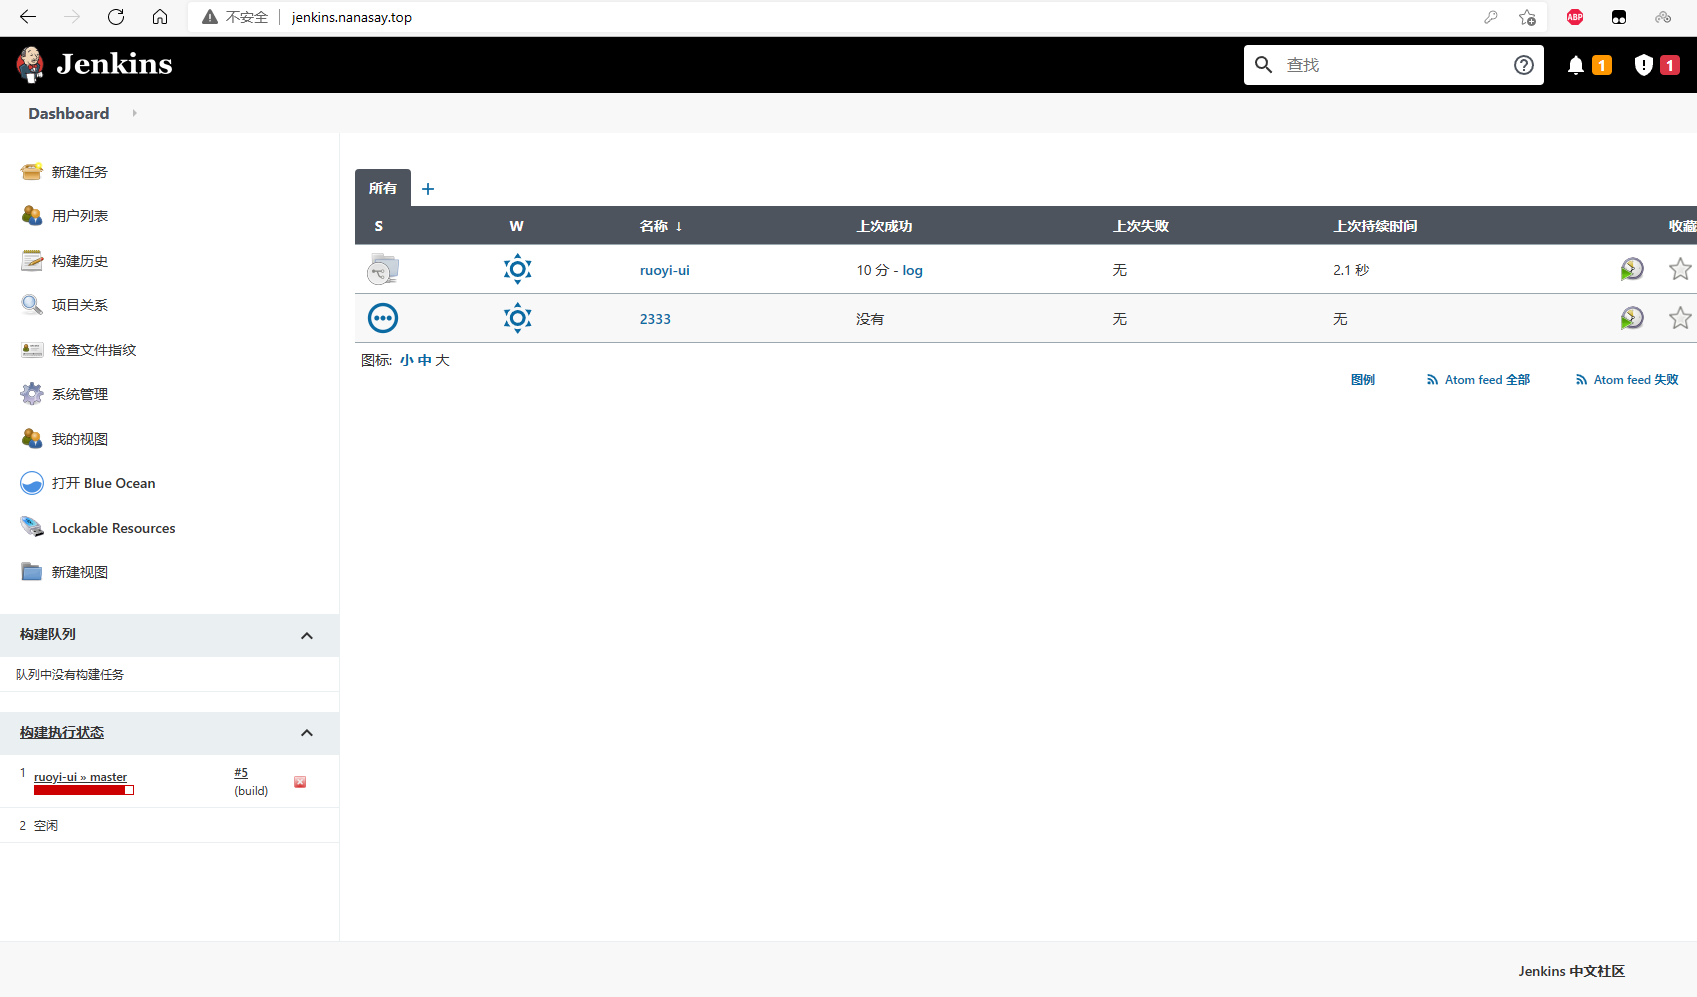 不安全 jenkins.nanasay.top
ABP
Jenkins
查找
1
1
Dashboard
新建任务
用户列表
构建历史
项目关系
检查文件指纹
系统管理
我的视图
打开 Blue Ocean
Lockable Resources
新建视图
构建队列
队列中没有构建任务
构建执行状态
1 ruoyi-ui » master #5
(build)
2 空闲
所有 +
S W 名称 ↓ 上次成功 上次失败 上次持续时间 收藏
ruoyi-ui 10 分 - log 无 2.1 秒
2333 没有 无 无
图标: 小 中 大
图例 Atom feed 全部 Atom feed 失败
Jenkins 中文社区